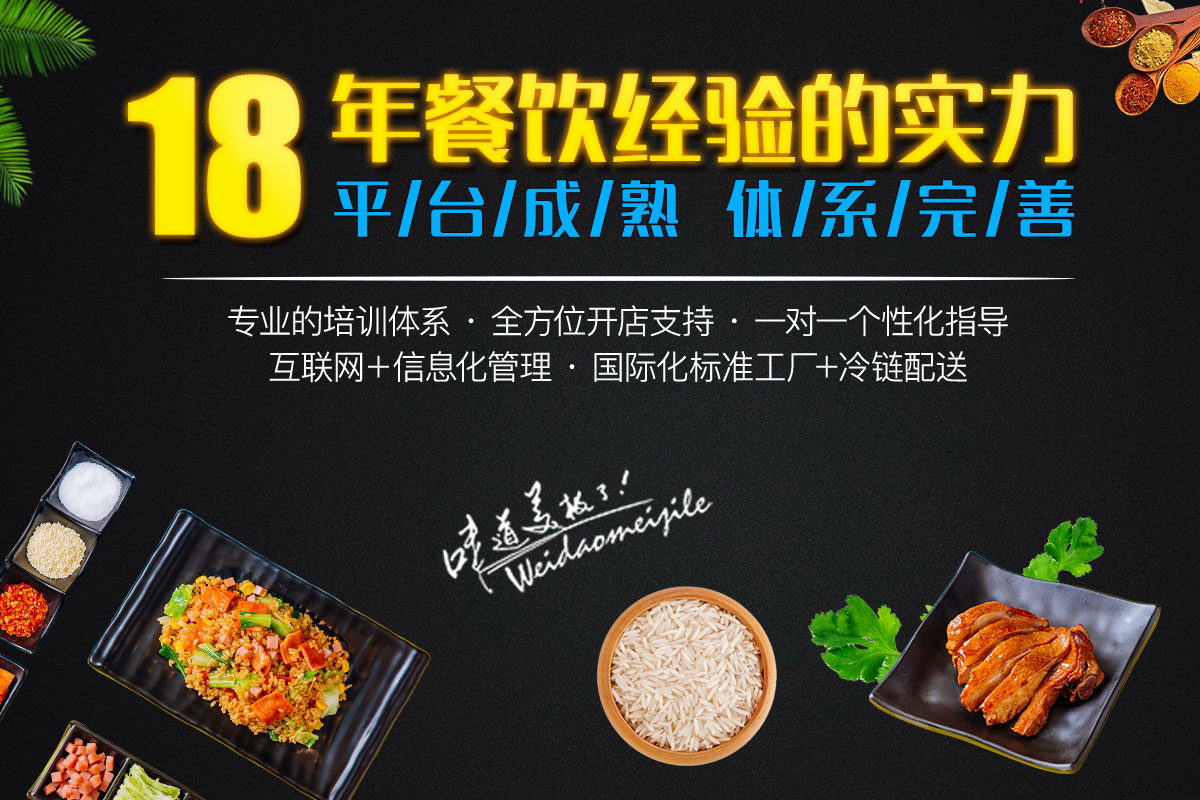 18年餐饮经验的实力
平/台/成/熟 体/系/完/善
专业的培训体系 · 全方位开店支持 · 一对一个性化指导
互联网+信息化管理 · 国际化标准工厂+冷链配送
味道美极了!
Weidaomeijile